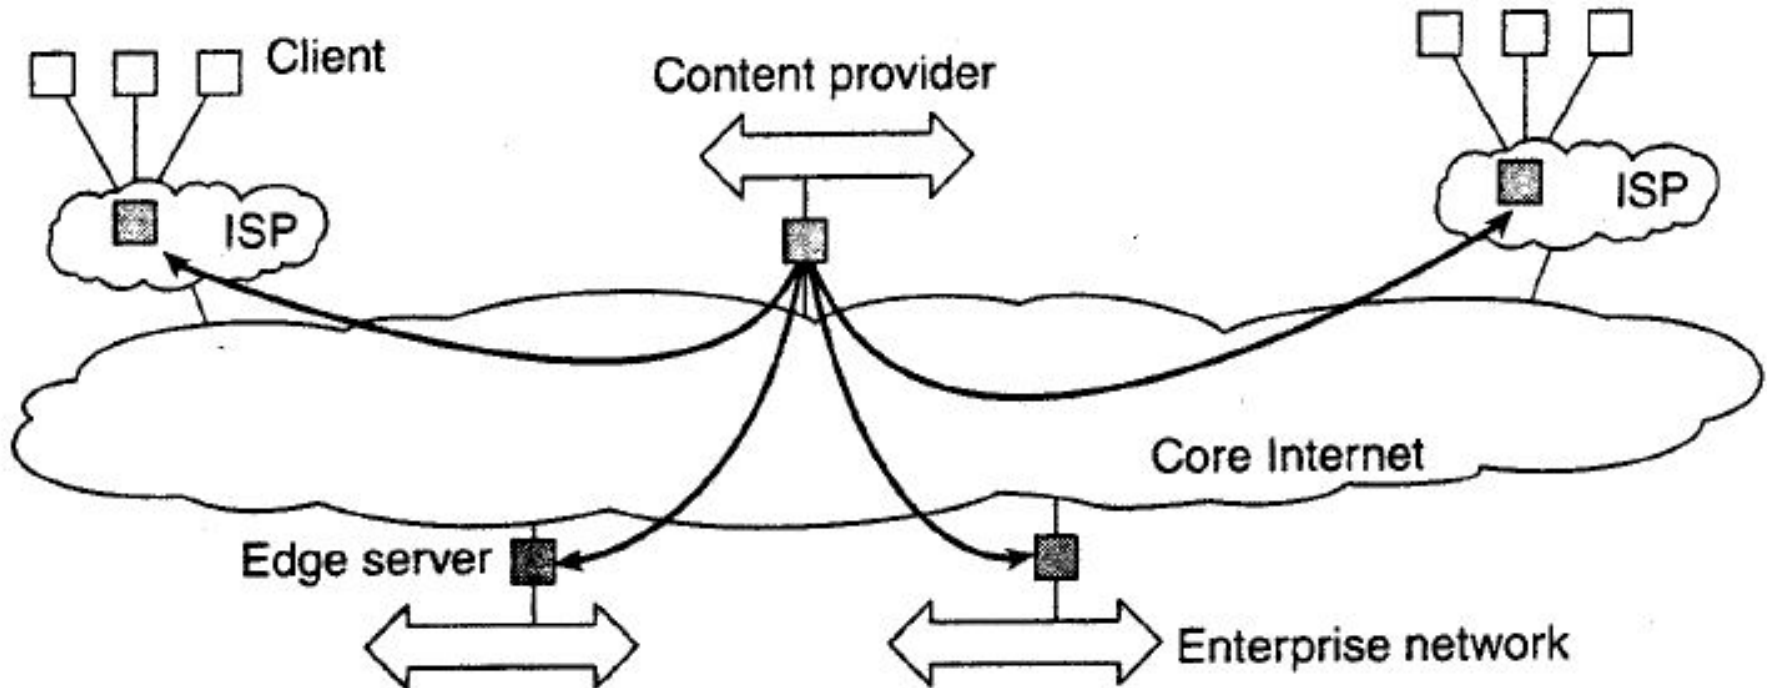 Client
Content provider
ISP
ISP
Core Internet
Edge server
Enterprise network